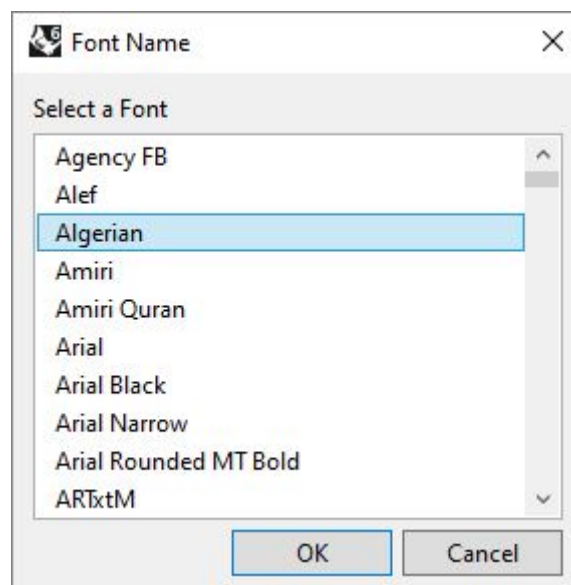 6
Font Name
Select a Font
Agency FB
Alef
Algerian
Amiri
Amiri Quran
Arial
Arial Black
Arial Narrow
Arial Rounded MT Bold
ARTxtM
OK Cancel